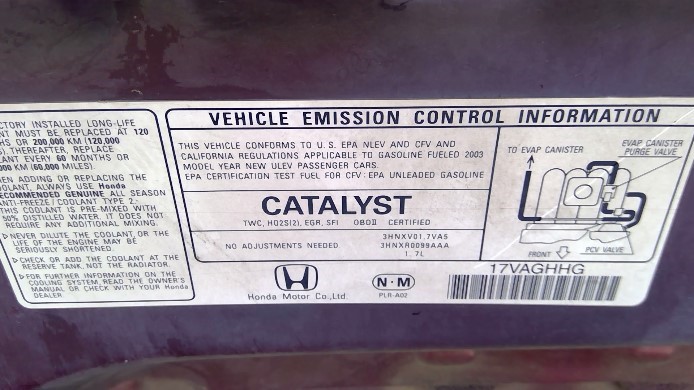 CTORY INSTALLED LONG-LIFE
NT MUST BE REPLACED AT 120
HS OR 200,000 KM (120,000
) THEREAFTER, REPLACE
LANT EVERY 60 MONTHS OR
000 KM (60,000 MILES).
EN ADDING OR REPLACING THE
OLANT, ALWAYS USE Honda
ECOMMENDED GENUINE ALL SEASON
ANTI-FREEZE / COOLANT TYPE 2.
THIS COOLANT IS PRE-MIXED WITH
50% DISTILLED WATER. IT DOES NOT
REQUIRE ANY ADDITIONAL MIXING.
NEVER DILUTE THE COOLANT, OR THE
LIFE OF THE ENGINE MAY BE
SERIOUSLY SHORTENED.
CHECK OR ADD THE COOLANT AT THE
RESERVE TANK, NOT THE RADIATOR.
FOR FURTHER INFORMATION ON THE
COOLING SYSTEM, READ THE OWNER'S
MANUAL OR CHECK WITH YOUR Honda
DEALER.
VEHICLE EMISSION CONTROL INFORMATION
THIS VEHICLE CONFORMS TO U.S. EPA NLEV AND CFV AND
CALIFORNIA REGULATIONS APPLICABLE TO GASOLINE FUELED 2003
MODEL YEAR NEW ULEV PASSENGER CARS.
EPA CERTIFICATION TEST FUEL FOR CFV: EPA UNLEADED GASOLINE
CATALYST
TWC, HO2S(2), EGR, SFI OBDII CERTIFIED
NO ADJUSTMENTS NEEDED
3HNXV01.7VA5
3HNXR0099AAA
1.7L
TO EVAP CANISTER
EVAP CANISTER
PURGE VALVE
FRONT
PCV VALVE
Honda Motor Co., Ltd.
N·M
PLR-A02
17VAGHHG